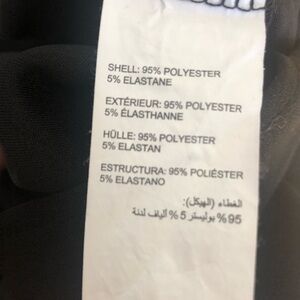 SHELL: 95% POLYESTER
5% ELASTANE
EXTÉRIEUR: 95% POLYESTER
5% ÉLASTHANNE
HÜLLE: 95% POLYESTER
5% ELASTAN
ESTRUCTURA: 95% POLIÉSTER
5% ELASTANO
الغطاء (الهيكل):
95% بوليستر 5% ألياف لدنة